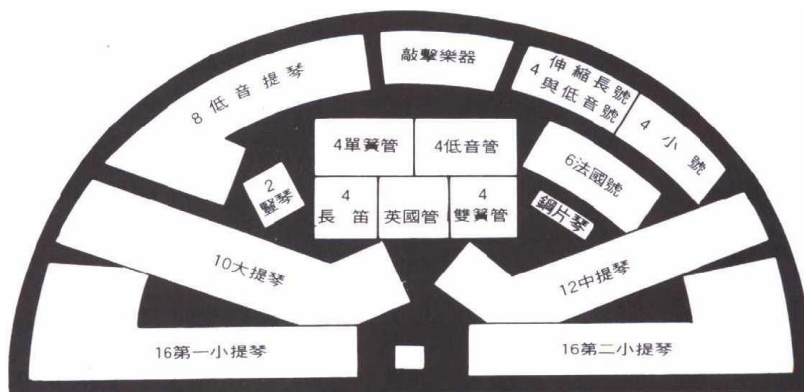 8低音提琴
敲擊樂器
伸縮長號
4與低音號
4小號
4單簧管
4低音管
6法國號
2
豎琴
4
長笛
英國管
4
雙簧管
鋼片琴
10大提琴
12中提琴
16第一小提琴
16第二小提琴